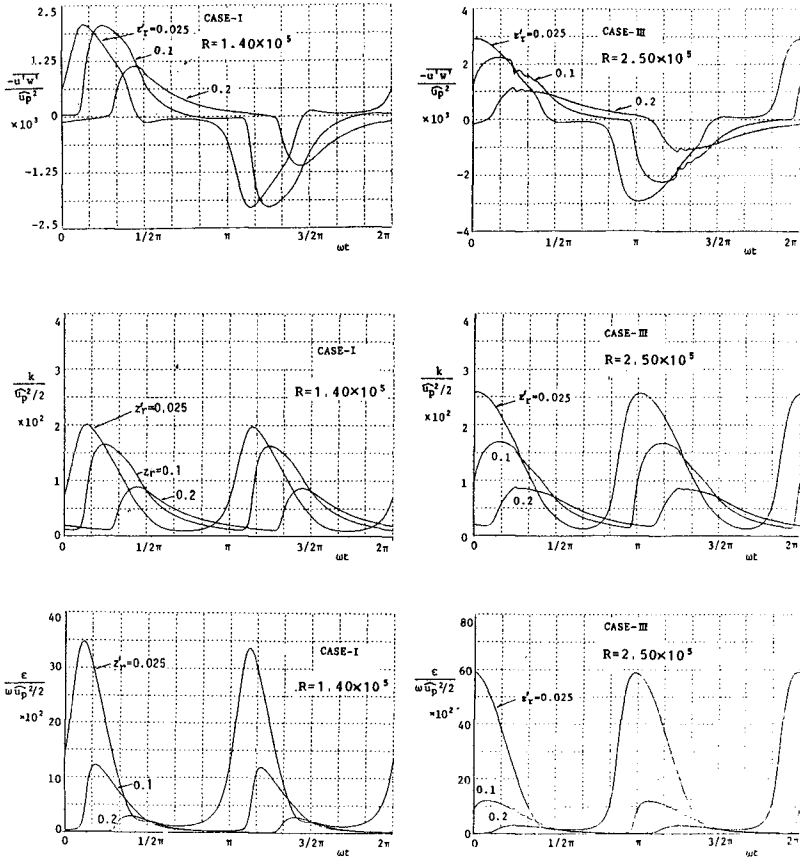 CASE-I
R=1.40×10⁵
z'r=0.025
0.1
0.2
-u'w'
ûp²
×10³
2.5
1.25
0
-1.25
-2.5
0 1/2π π 3/2π 2π
ωt
CASE-III
R=2.50×10⁵
z'r=0.025
0.1
0.2
-u'w'
ûp²
×10³
4
2
0
-2
-4
0 1/2π π 3/2π 2π
ωt
CASE-I
R=1.40×10⁵
z'r=0.025
zr=0.1
0.2
k
ûp²/2
×10²
4
3
2
1
0
0 1/2π π 3/2π 2π
ωt
CASE-III
R=2.50×10⁵
z'r=0.025
0.1
0.2
k
ûp²/2
×10²
4
3
2
1
0
0 1/2π π 3/2π 2π
ωt
CASE-I
R=1.40×10⁵
z'r=0.025
0.1
0.2
ε
ωûp²/2
×10²
40
30
20
10
0
0 1/2π π 3/2π 2π
ωt
CASE-III
R=2.50×10⁵
z'r=0.025
0.1
0.2
ε
ωûp²/2
×10²
80
60
40
20
0
0 1/2π π 3/2π 2π
ωt